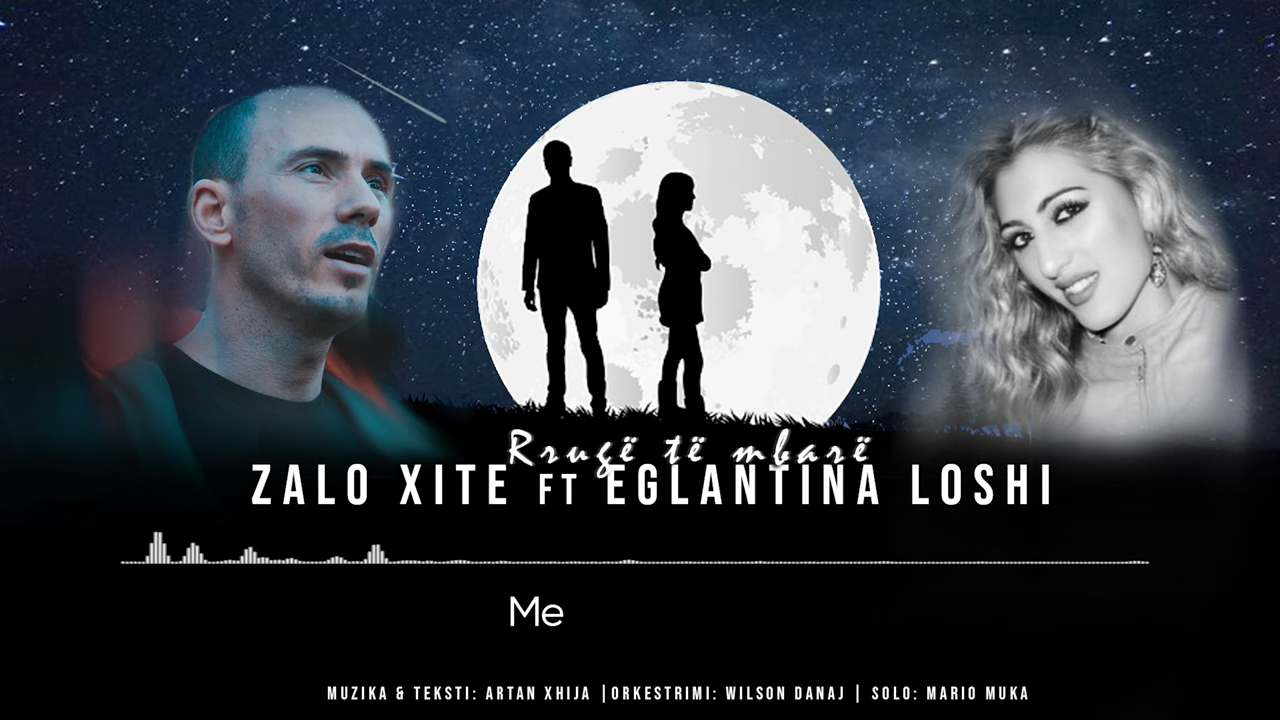 Rrugë të mbarë
ZALO XITE FT EGLANTINA LOSHI
Me
MUZIKA & TEKSTI: ARTAN XHIJA |ORKESTRIMI: WILSON DANAJ | SOLO: MARIO MUKA